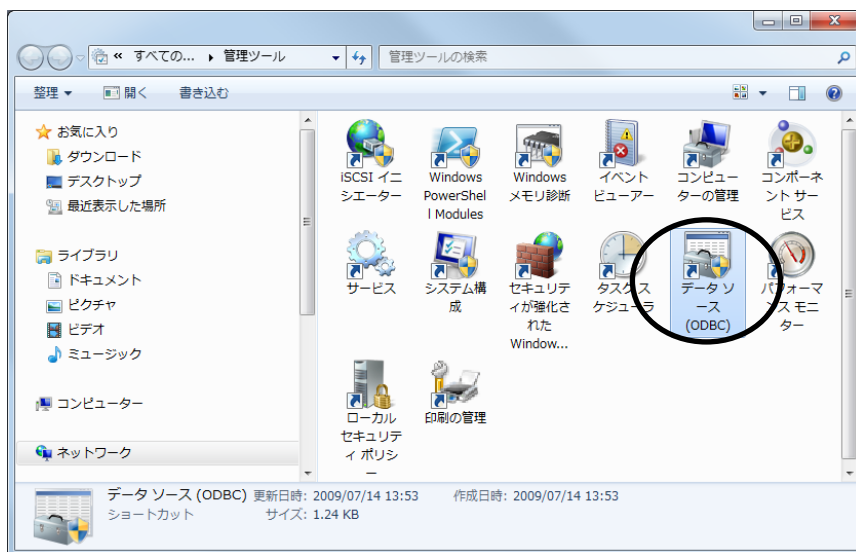 « すべての... ▸ 管理ツール
管理ツールの検索
整理 ▼ 開く 書き込む
お気に入り
ダウンロード
デスクトップ
最近表示した場所
ライブラリ
ドキュメント
ピクチャ
ビデオ
ミュージック
コンピューター
ネットワーク
iSCSI イニ
シエーター
Windows
PowerShel
l Modules
Windows
メモリ診断
イベント
ビューアー
コンピュー
ターの管理
コンポーネ
ント サー
ビス
サービス
システム構
成
セキュリテ
ィが強化さ
れた
Window...
タスク ス
ケジューラ
データ ソ
ース
(ODBC)
パフォーマ
ンス モニ
ター
ローカル
セキュリテ
ィ ポリシ
ー
印刷の管理
データ ソース (ODBC) 更新日時: 2009/07/14 13:53 作成日時: 2009/07/14 13:53
ショートカット サイズ: 1.24 KB